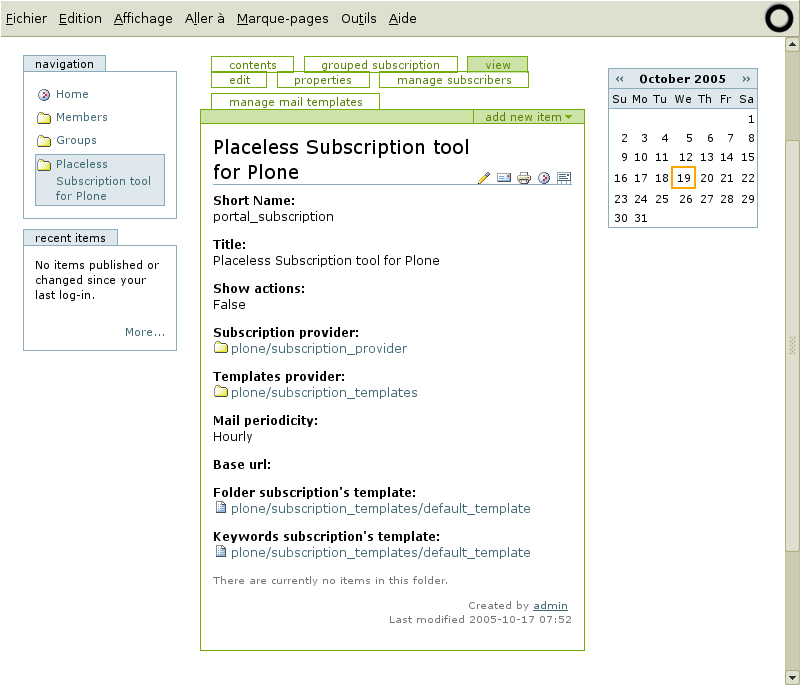 Fichier Edition Affichage Aller à Marque-pages Outils Aide
navigation
Home
Members
Groups
Placeless
Subscription tool
for Plone
recent items
No items published or
changed since your
last log-in.
More...
contents grouped subscription view
edit properties manage subscribers
manage mail templates
add new item
Placeless Subscription tool
for Plone
Short Name:
portal_subscription
Title:
Placeless Subscription tool for Plone
Show actions:
False
Subscription provider:
plone/subscription_provider
Templates provider:
plone/subscription_templates
Mail periodicity:
Hourly
Base url:
Folder subscription's template:
plone/subscription_templates/default_template
Keywords subscription's template:
plone/subscription_templates/default_template
There are currently no items in this folder.
Created by admin
Last modified 2005-10-17 07:52
« October 2005 »
Su Mo Tu We Th Fr Sa
1
2 3 4 5 6 7 8
9 10 11 12 13 14 15
16 17 18 19 20 21 22
23 24 25 26 27 28 29
30 31